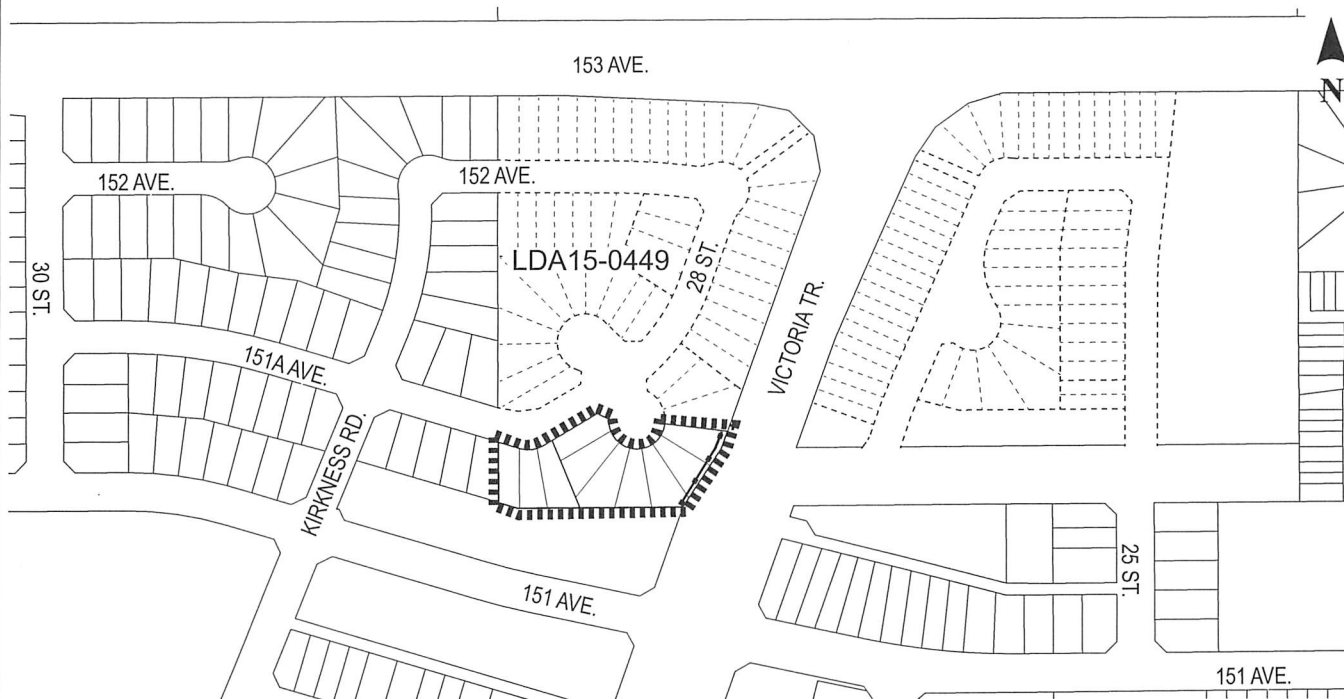 153 AVE.
N
152 AVE.
152 AVE.
LDA15-0449
28 ST.
30 ST.
VICTORIA TR.
151A AVE.
KIRKNESS RD.
151 AVE.
25 ST.
151 AVE.